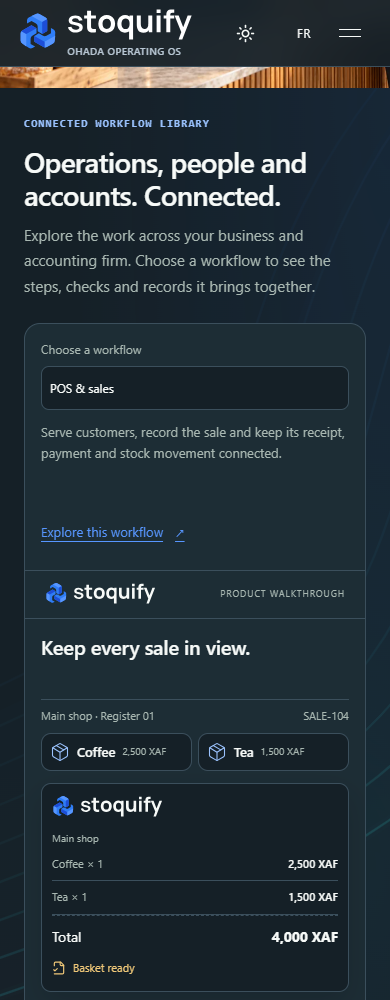 stoquify
OHADA OPERATING OS
FR
CONNECTED WORKFLOW LIBRARY
Operations, people and
accounts. Connected.
Explore the work across your business and
accounting firm. Choose a workflow to see the
steps, checks and records it brings together.
Choose a workflow
POS & sales
Serve customers, record the sale and keep its receipt,
payment and stock movement connected.
Explore this workflow ↗
stoquify PRODUCT WALKTHROUGH
Keep every sale in view.
Main shop · Register 01 SALE-104
Coffee 2,500 XAF Tea 1,500 XAF
stoquify
Main shop
Coffee × 1 2,500 XAF
Tea × 1 1,500 XAF
Total 4,000 XAF
Basket ready